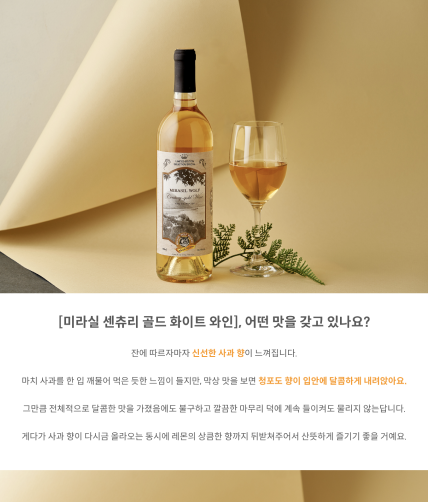 MIRASIL WOLF
[미라실 센츄리 골드 화이트 와인], 어떤 맛을 갖고 있나요?
잔에 따르자마자 신선한 사과 향이 느껴집니다.
마치 사과를 한 입 깨물어 먹은 듯한 느낌이 들지만, 막상 맛을 보면 청포도 향이 입안에 달콤하게 내려앉아요.
그만큼 전체적으로 달콤한 맛을 가졌음에도 불구하고 깔끔한 마무리 덕에 계속 들이켜도 물리지 않는답니다.
게다가 사과 향이 다시금 올라오는 동시에 레몬의 상큼한 향까지 뒤받쳐주어서 산뜻하게 즐기기 좋을 거예요.